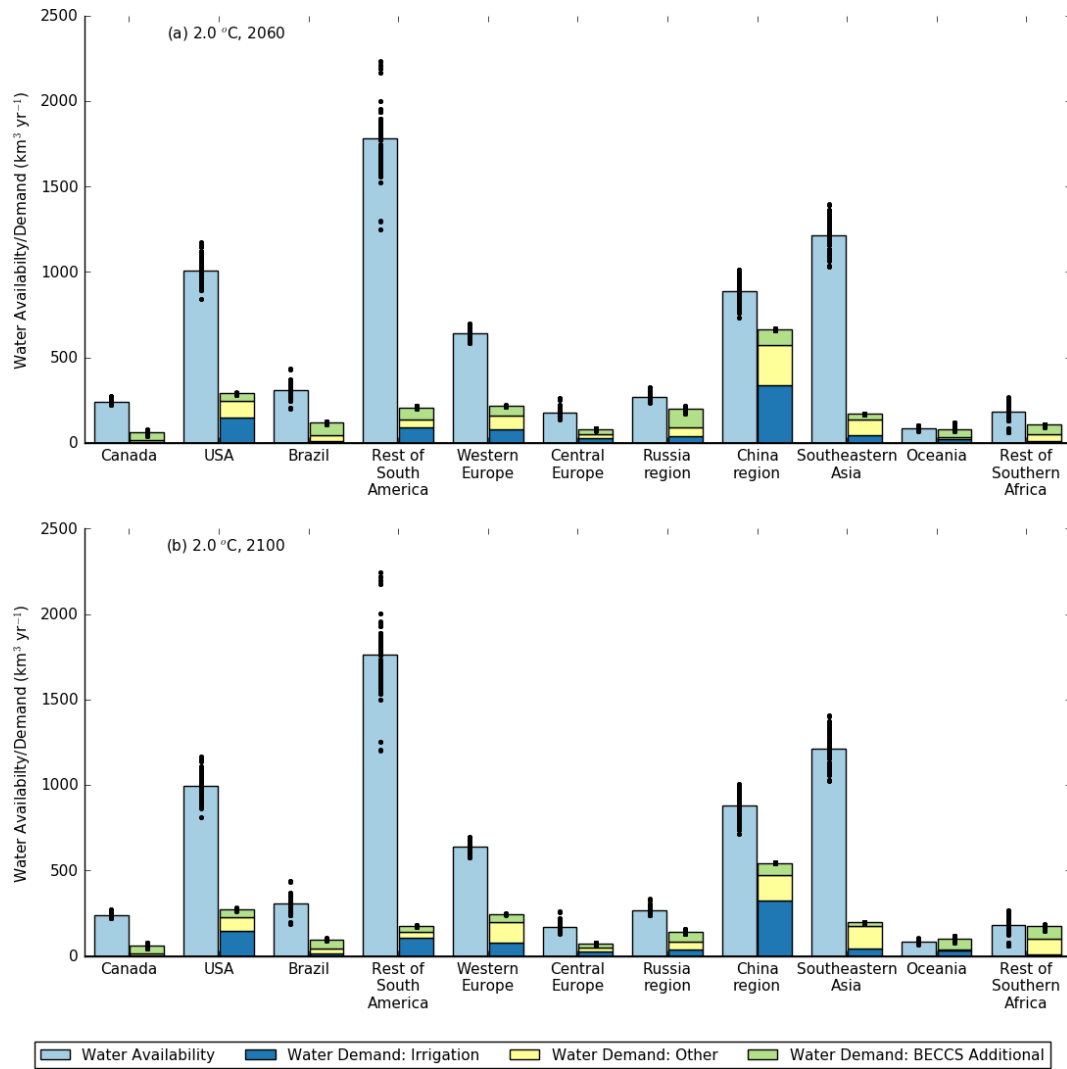 (a) 2.0 °C, 2060
Water Availabilty/Demand (km³ yr⁻¹)
2500
2000
1500
1000
500
0
Canada
USA
Brazil
Rest of South America
Western Europe
Central Europe
Russia region
China region
Southeastern Asia
Oceania
Rest of Southern Africa
(b) 2.0 °C, 2100
Water Availabilty/Demand (km³ yr⁻¹)
2500
2000
1500
1000
500
0
Canada
USA
Brazil
Rest of South America
Western Europe
Central Europe
Russia region
China region
Southeastern Asia
Oceania
Rest of Southern Africa
Water Availability
Water Demand: Irrigation
Water Demand: Other
Water Demand: BECCS Additional